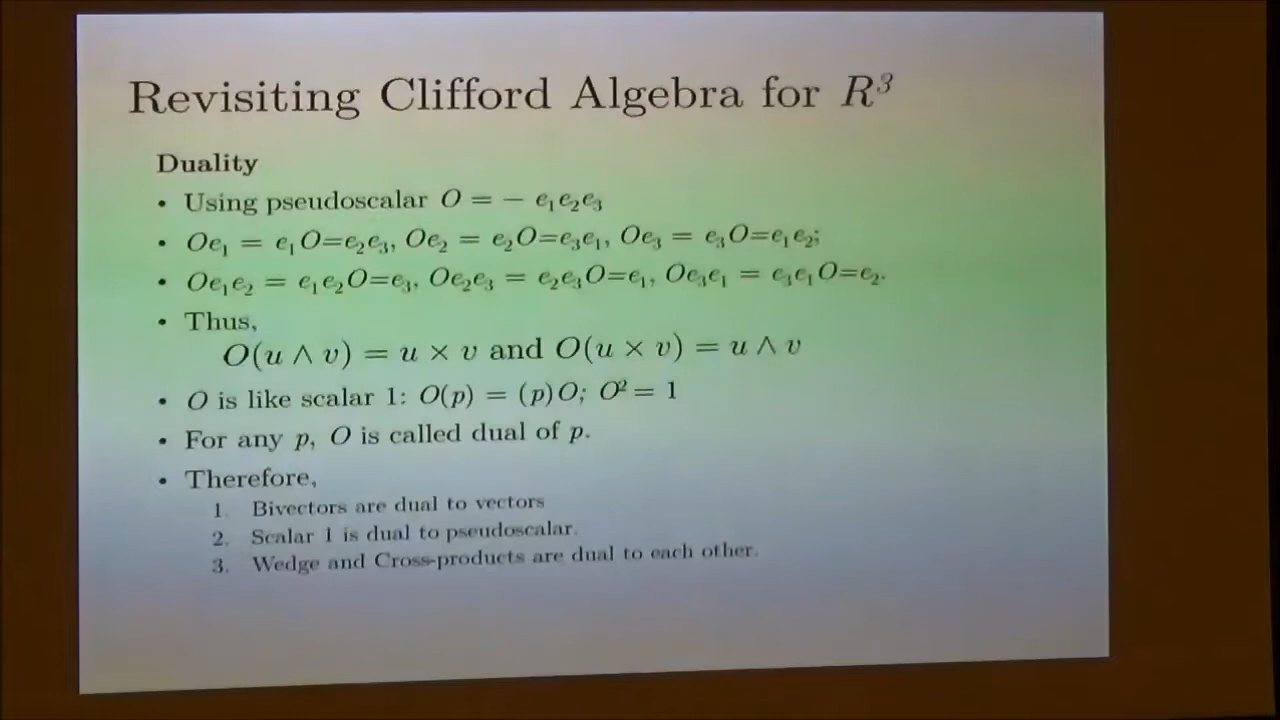 Revisiting Clifford Algebra for R³
Duality
• Using pseudoscalar O = − e₁e₂e₃
• Oe₁ = e₁O=e₂e₃, Oe₂ = e₂O=e₃e₁, Oe₃ = e₃O=e₁e₂;
• Oe₁e₂ = e₁e₂O=e₃, Oe₂e₃ = e₂e₃O=e₁, Oe₃e₁ = e₃e₁O=e₂.
• Thus,
O(u ∧ v) = u × v and O(u × v) = u ∧ v
• O is like scalar 1: O(p) = (p)O; O² = 1
• For any p, O is called dual of p.
• Therefore,
1. Bivectors are dual to vectors
2. Scalar 1 is dual to pseudoscalar.
3. Wedge and Cross-products are dual to each other.